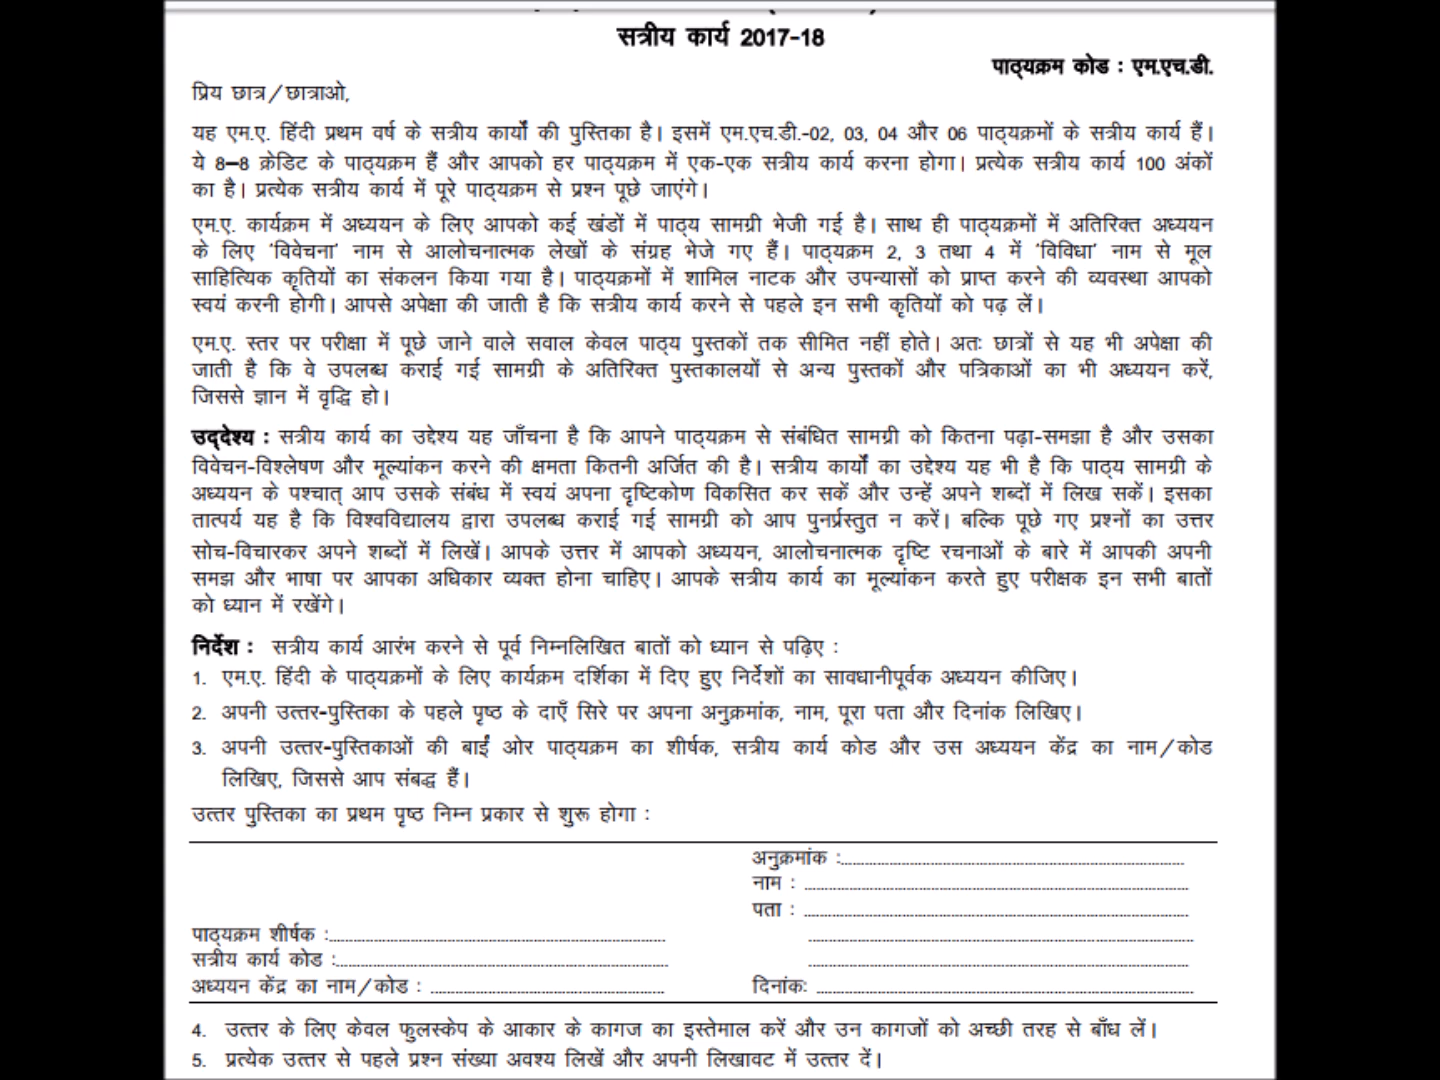 सत्रीय कार्य 2017-18
पाठ्यक्रम कोड : एम.एच.डी.
प्रिय छात्र/छात्राओ,
यह एम.ए. हिंदी प्रथम वर्ष के सत्रीय कार्यों की पुस्तिका है। इसमें एम.एच.डी.-02, 03, 04 और 06 पाठ्यक्रमों के सत्रीय कार्य हैं।
ये 8–8 क्रेडिट के पाठ्यक्रम हैं और आपको हर पाठ्यक्रम में एक-एक सत्रीय कार्य करना होगा। प्रत्येक सत्रीय कार्य 100 अंकों
का है। प्रत्येक सत्रीय कार्य में पूरे पाठ्यक्रम से प्रश्न पूछे जाएंगे।
एम.ए. कार्यक्रम में अध्ययन के लिए आपको कई खंडों में पाठ्य सामग्री भेजी गई है। साथ ही पाठ्यक्रमों में अतिरिक्त अध्ययन
के लिए ‘विवेचना’ नाम से आलोचनात्मक लेखों के संग्रह भेजे गए हैं। पाठ्यक्रम 2, 3 तथा 4 में ‘विविधा’ नाम से मूल
साहित्यिक कृतियों का संकलन किया गया है। पाठ्यक्रमों में शामिल नाटक और उपन्यासों को प्राप्त करने की व्यवस्था आपको
स्वयं करनी होगी। आपसे अपेक्षा की जाती है कि सत्रीय कार्य करने से पहले इन सभी कृतियों को पढ़ लें।
एम.ए. स्तर पर परीक्षा में पूछे जाने वाले सवाल केवल पाठ्य पुस्तकों तक सीमित नहीं होते। अतः छात्रों से यह भी अपेक्षा की
जाती है कि वे उपलब्ध कराई गई सामग्री के अतिरिक्त पुस्तकालयों से अन्य पुस्तकों और पत्रिकाओं का भी अध्ययन करें,
जिससे ज्ञान में वृद्धि हो।
उद्देश्य : सत्रीय कार्य का उद्देश्य यह जाँचना है कि आपने पाठ्यक्रम से संबंधित सामग्री को कितना पढ़ा-समझा है और उसका
विवेचन-विश्लेषण और मूल्यांकन करने की क्षमता कितनी अर्जित की है। सत्रीय कार्यों का उद्देश्य यह भी है कि पाठ्य सामग्री के
अध्ययन के पश्चात् आप उसके संबंध में स्वयं अपना दृष्टिकोण विकसित कर सकें और उन्हें अपने शब्दों में लिख सकें। इसका
तात्पर्य यह है कि विश्वविद्यालय द्वारा उपलब्ध कराई गई सामग्री को आप पुनर्प्रस्तुत न करें। बल्कि पूछे गए प्रश्नों का उत्तर
सोच-विचारकर अपने शब्दों में लिखें। आपके उत्तर में आपको अध्ययन, आलोचनात्मक दृष्टि रचनाओं के बारे में आपकी अपनी
समझ और भाषा पर आपका अधिकार व्यक्त होना चाहिए। आपके सत्रीय कार्य का मूल्यांकन करते हुए परीक्षक इन सभी बातों
को ध्यान में रखेंगे।
निर्देश : सत्रीय कार्य आरंभ करने से पूर्व निम्नलिखित बातों को ध्यान से पढ़िए :
1. एम.ए. हिंदी के पाठ्यक्रमों के लिए कार्यक्रम दर्शिका में दिए हुए निर्देशों का सावधानीपूर्वक अध्ययन कीजिए।
2. अपनी उत्तर-पुस्तिका के पहले पृष्ठ के दाएँ सिरे पर अपना अनुक्रमांक, नाम, पूरा पता और दिनांक लिखिए।
3. अपनी उत्तर-पुस्तिकाओं की बाईं ओर पाठ्यक्रम का शीर्षक, सत्रीय कार्य कोड और उस अध्ययन केंद्र का नाम/कोड
लिखिए, जिससे आप संबद्ध हैं।
उत्तर पुस्तिका का प्रथम पृष्ठ निम्न प्रकार से शुरू होगा :
अनुक्रमांक :
नाम :
पता :
पाठ्यक्रम शीर्षक :
सत्रीय कार्य कोड :
अध्ययन केंद्र का नाम/कोड : दिनांक:
4. उत्तर के लिए केवल फुलस्केप के आकार के कागज का इस्तेमाल करें और उन कागजों को अच्छी तरह से बाँध लें।
5. प्रत्येक उत्तर से पहले प्रश्न संख्या अवश्य लिखें और अपनी लिखावट में उत्तर दें।